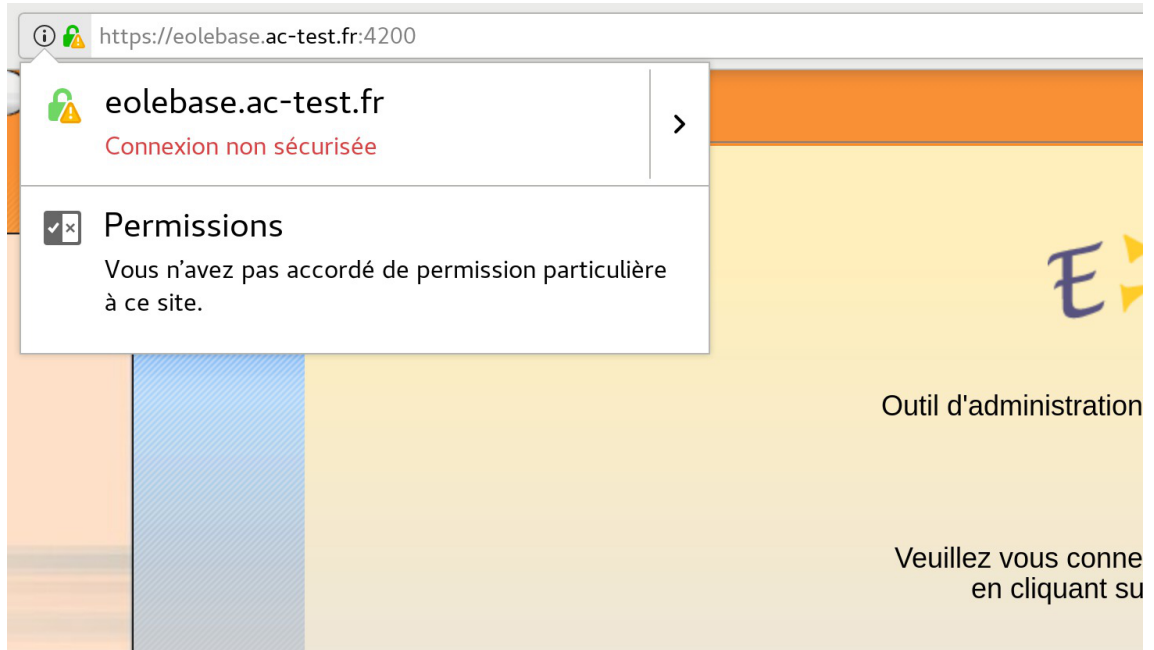 https://eolebase.ac-test.fr:4200
eolebase.ac-test.fr
Connexion non sécurisée
Permissions
Vous n’avez pas accordé de permission particulière
à ce site.
E
Outil d'administration
Veuillez vous conne
en cliquant su